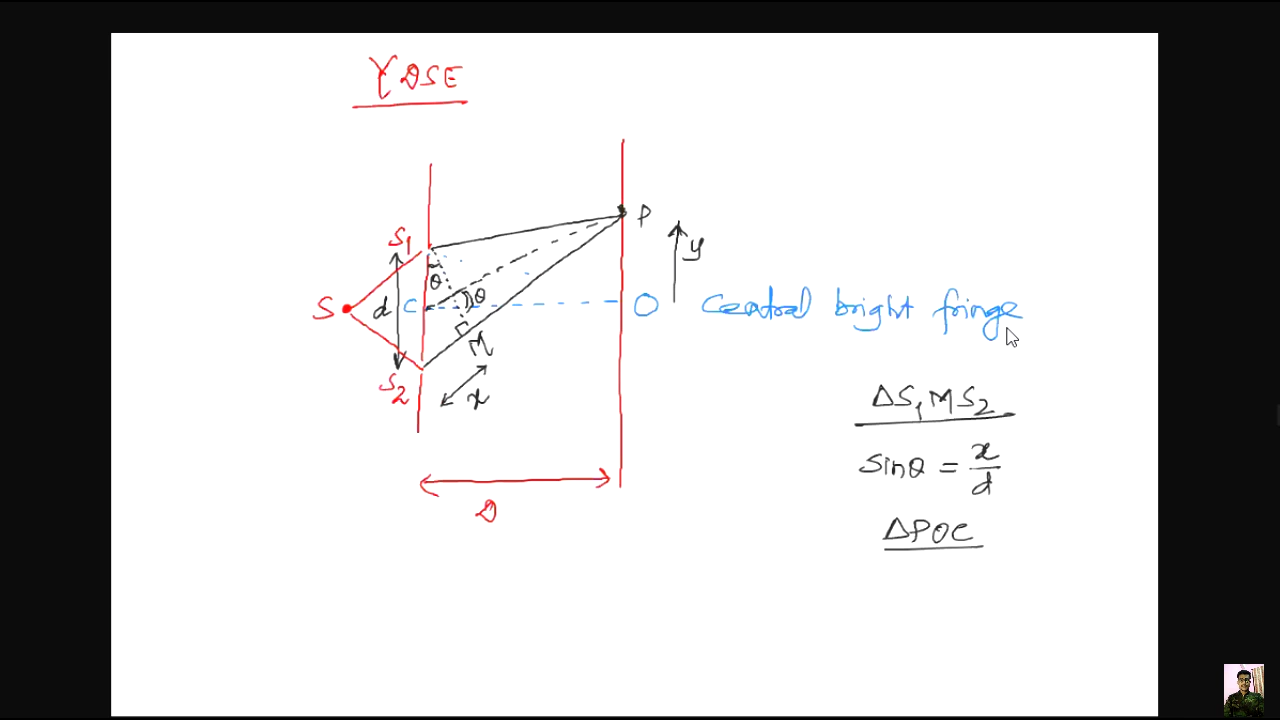 YDSE
P
S1
y
θ
θ
S
d
C
O Central bright fringe
M
S2
x
ΔS1MS2
sinθ = x/d
ΔPOC
D